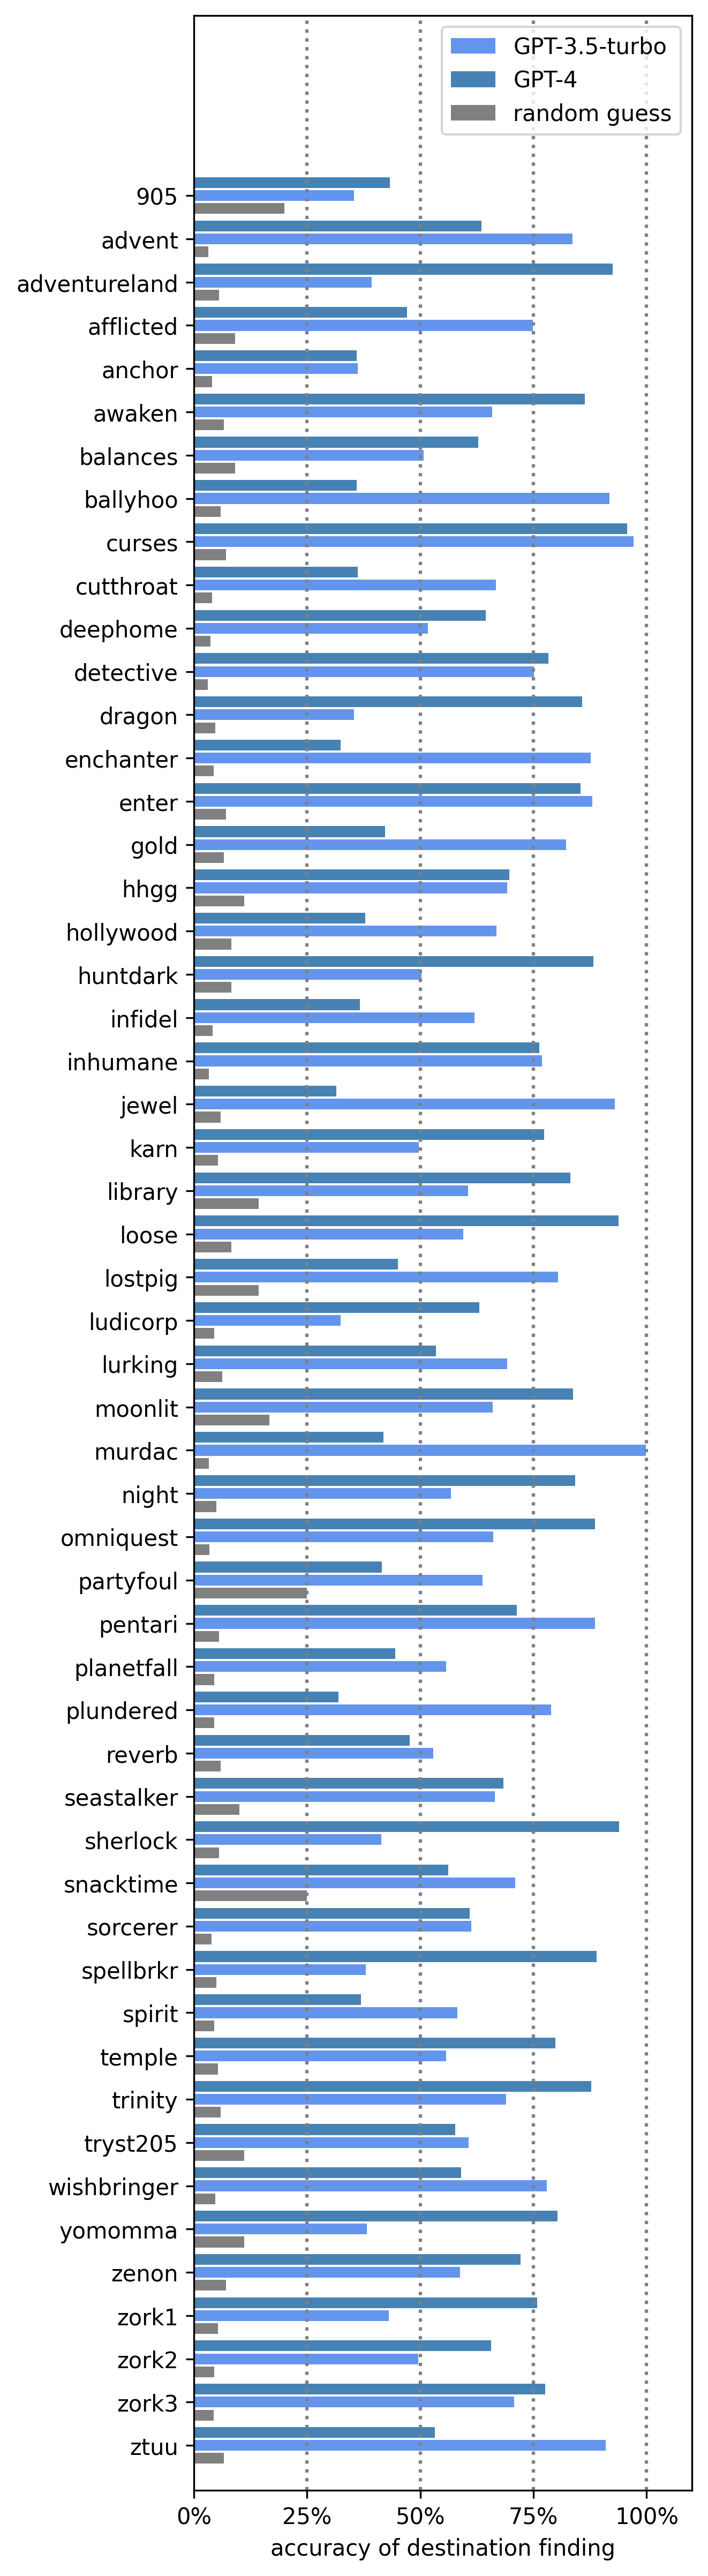 GPT-3.5-turbo
GPT-4
random guess
905
advent
adventureland
afflicted
anchor
awaken
balances
ballyhoo
curses
cutthroat
deephome
detective
dragon
enchanter
enter
gold
hhgg
hollywood
huntdark
infidel
inhumane
jewel
karn
library
loose
lostpig
ludicorp
lurking
moonlit
murdac
night
omniquest
partyfoul
pentari
planetfall
plundered
reverb
seastalker
sherlock
snacktime
sorcerer
spellbrkr
spirit
temple
trinity
tryst205
wishbringer
yomomma
zenon
zork1
zork2
zork3
ztuu
0% 25% 50% 75% 100%
accuracy of destination finding